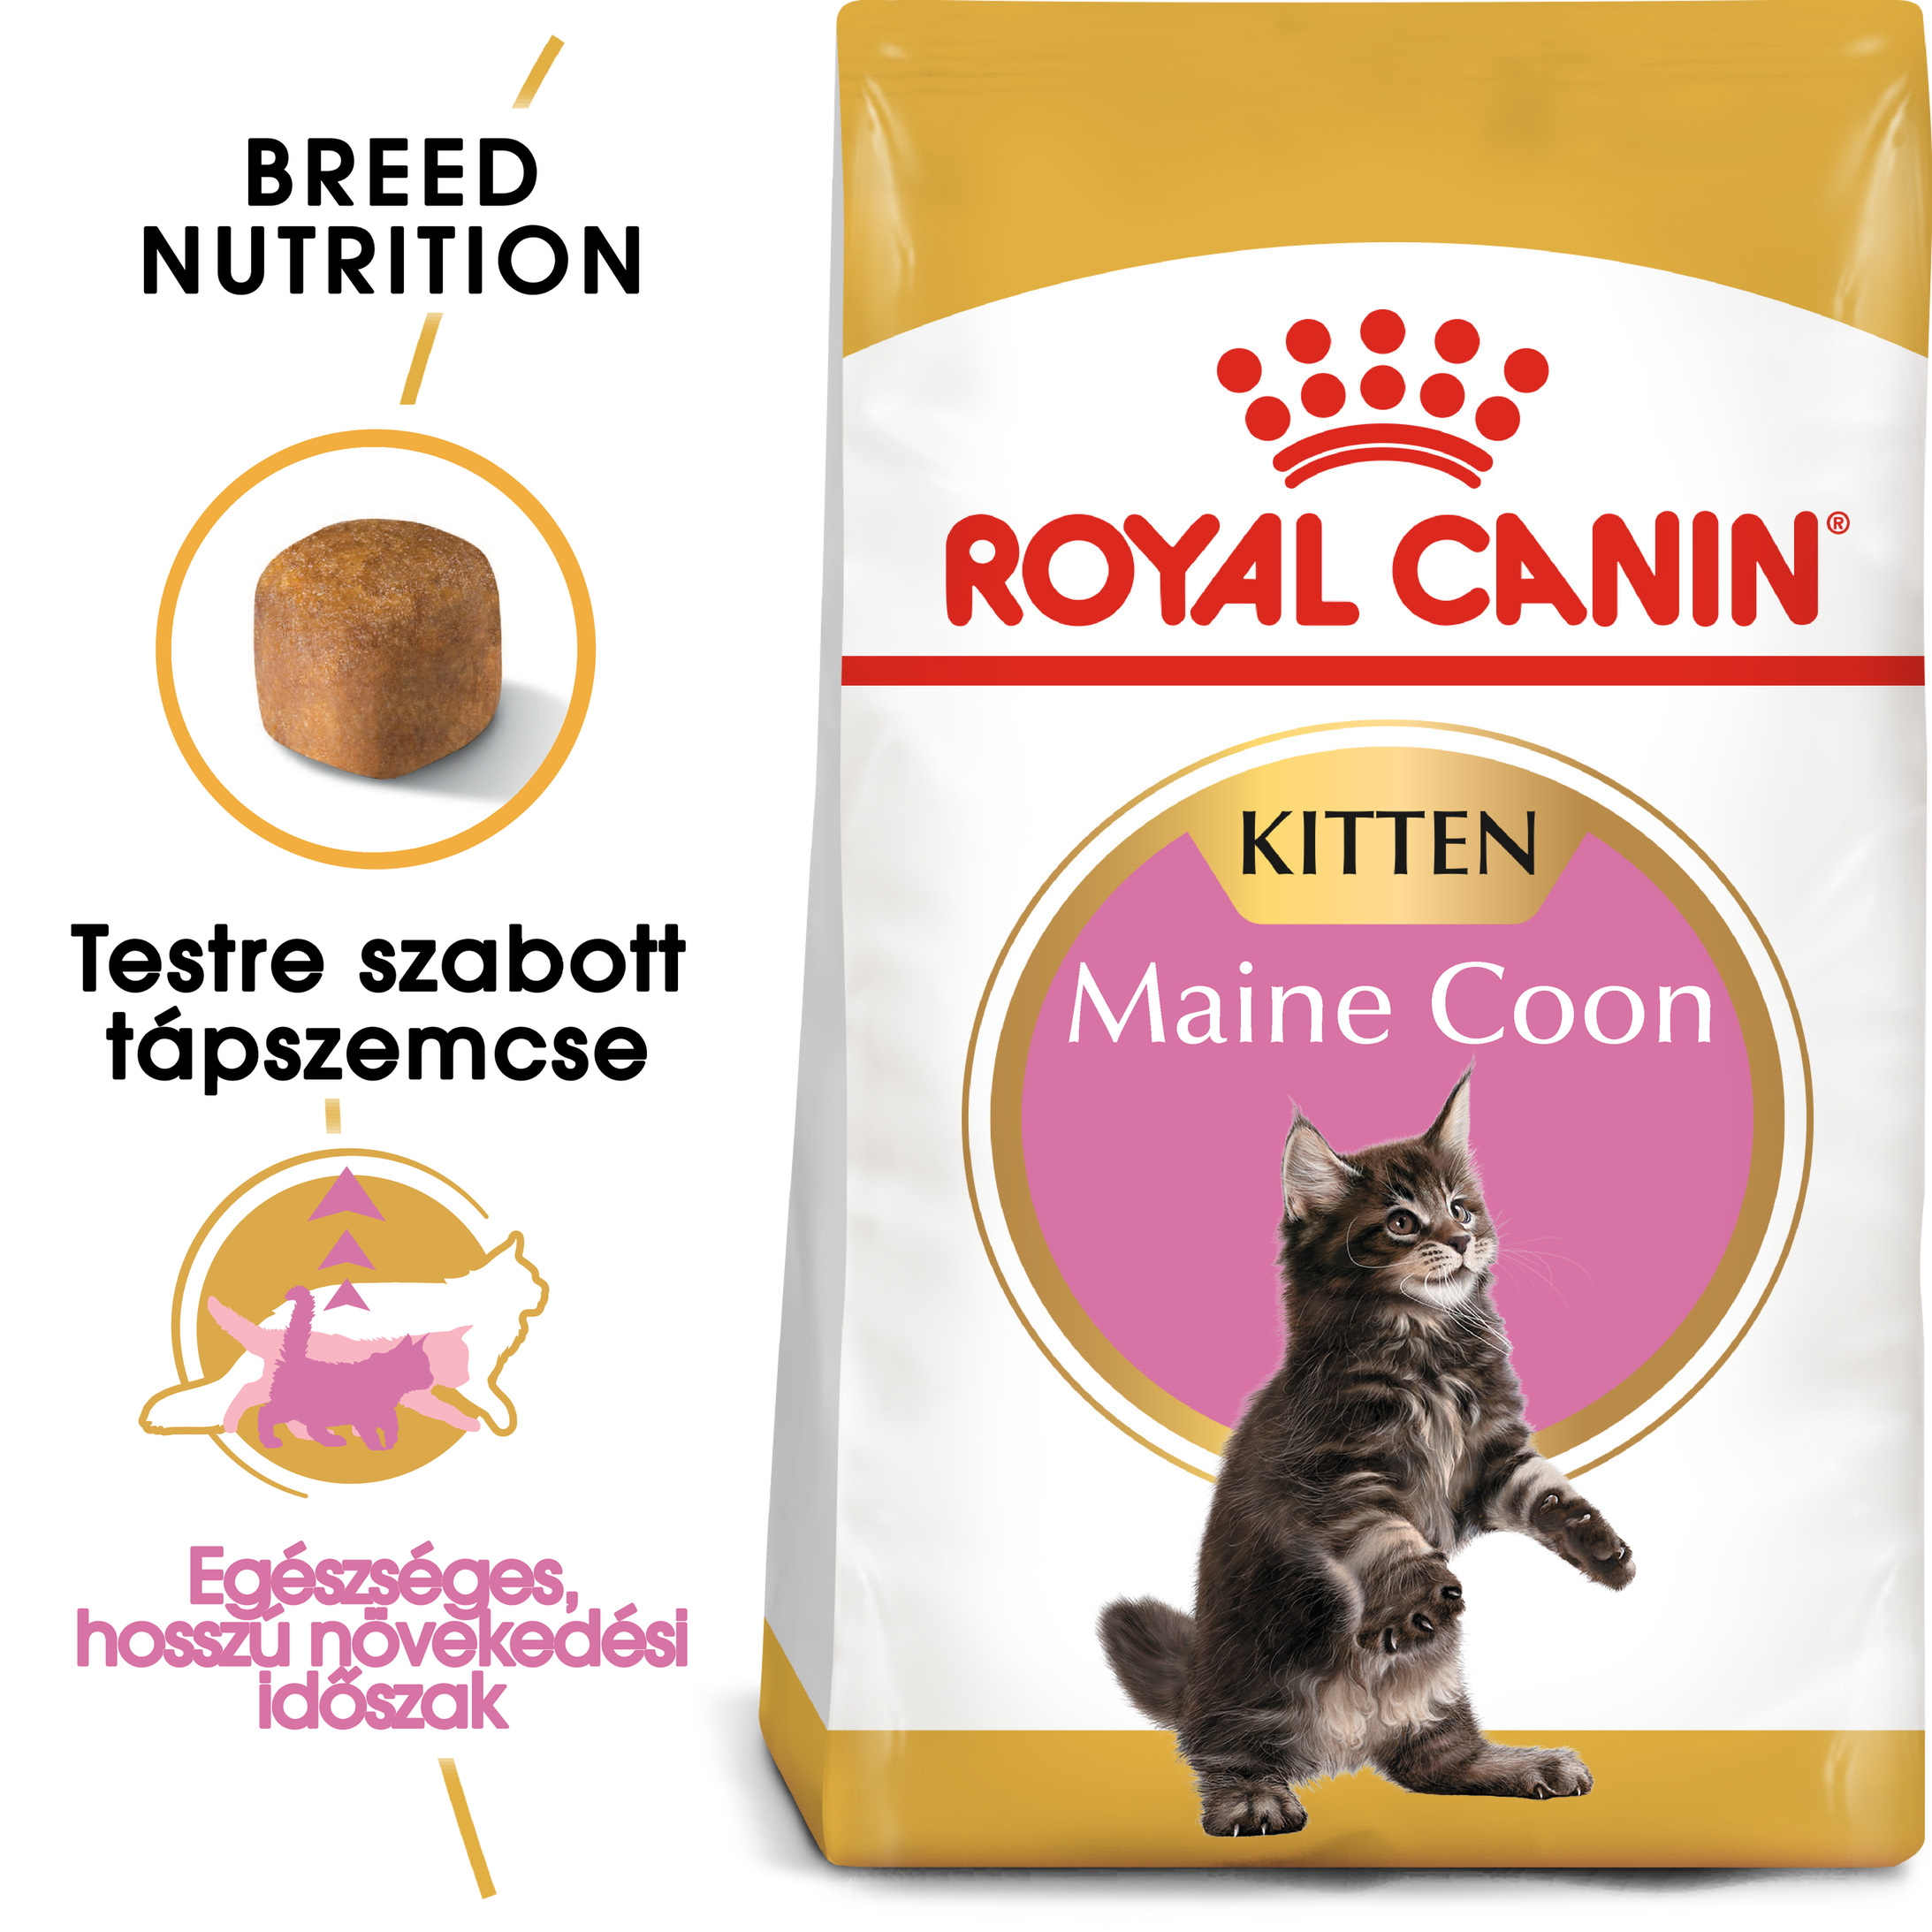 BREED
NUTRITION
Testre szabott
tápszemcse
Egészséges,
hosszú növekedési
időszak
ROYAL CANIN®
KITTEN
Maine Coon